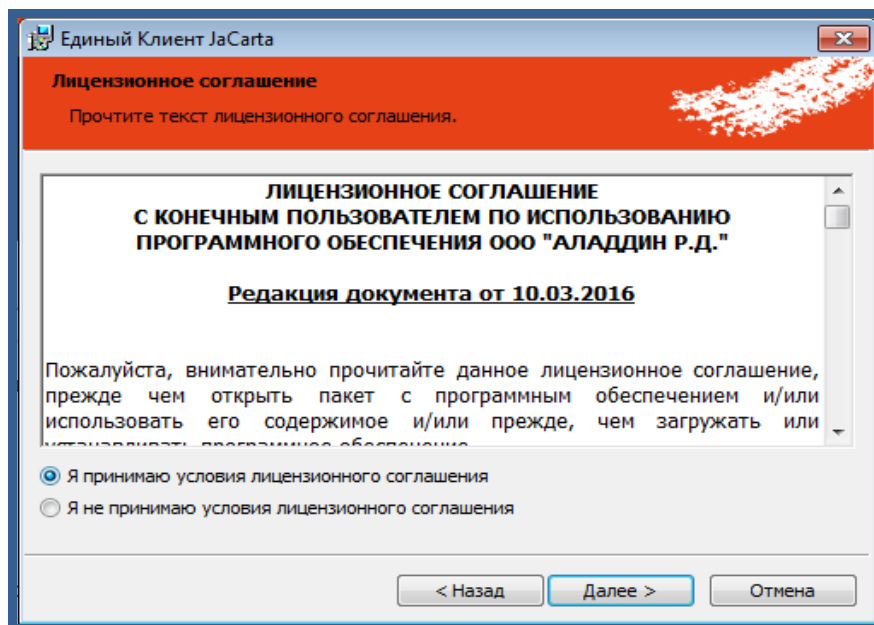 Единый Клиент JaCarta
Лицензионное соглашение
Прочтите текст лицензионного соглашения.
ЛИЦЕНЗИОННОЕ СОГЛАШЕНИЕ
С КОНЕЧНЫМ ПОЛЬЗОВАТЕЛЕМ ПО ИСПОЛЬЗОВАНИЮ
ПРОГРАММНОГО ОБЕСПЕЧЕНИЯ ООО "АЛАДДИН Р.Д."
Редакция документа от 10.03.2016
Пожалуйста, внимательно прочитайте данное лицензионное соглашение,
прежде чем открыть пакет с программным обеспечением и/или
использовать его содержимое и/или прежде, чем загружать или
устанавливать программное обеспечение
Я принимаю условия лицензионного соглашения
Я не принимаю условия лицензионного соглашения
< Назад
Далее >
Отмена